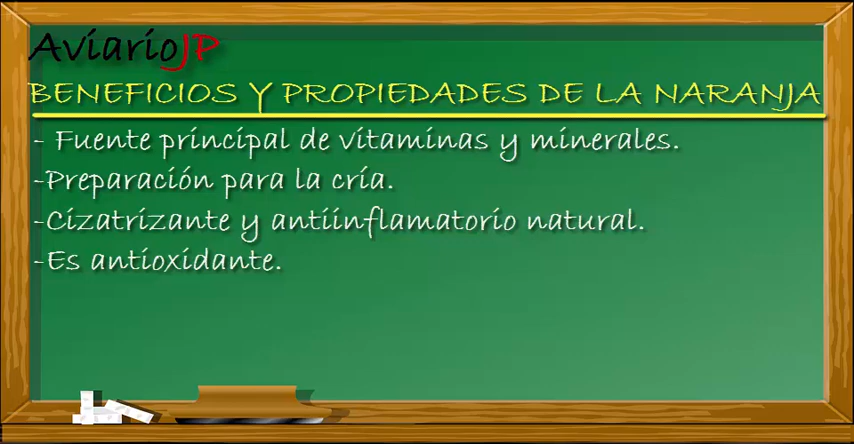 AviarioJP
BENEFICIOS Y PROPIEDADES DE LA NARANJA
- Fuente principal de vitaminas y minerales.
-Preparación para la cría.
-Cizatrizante y antiinflamatorio natural.
-Es antioxidante.